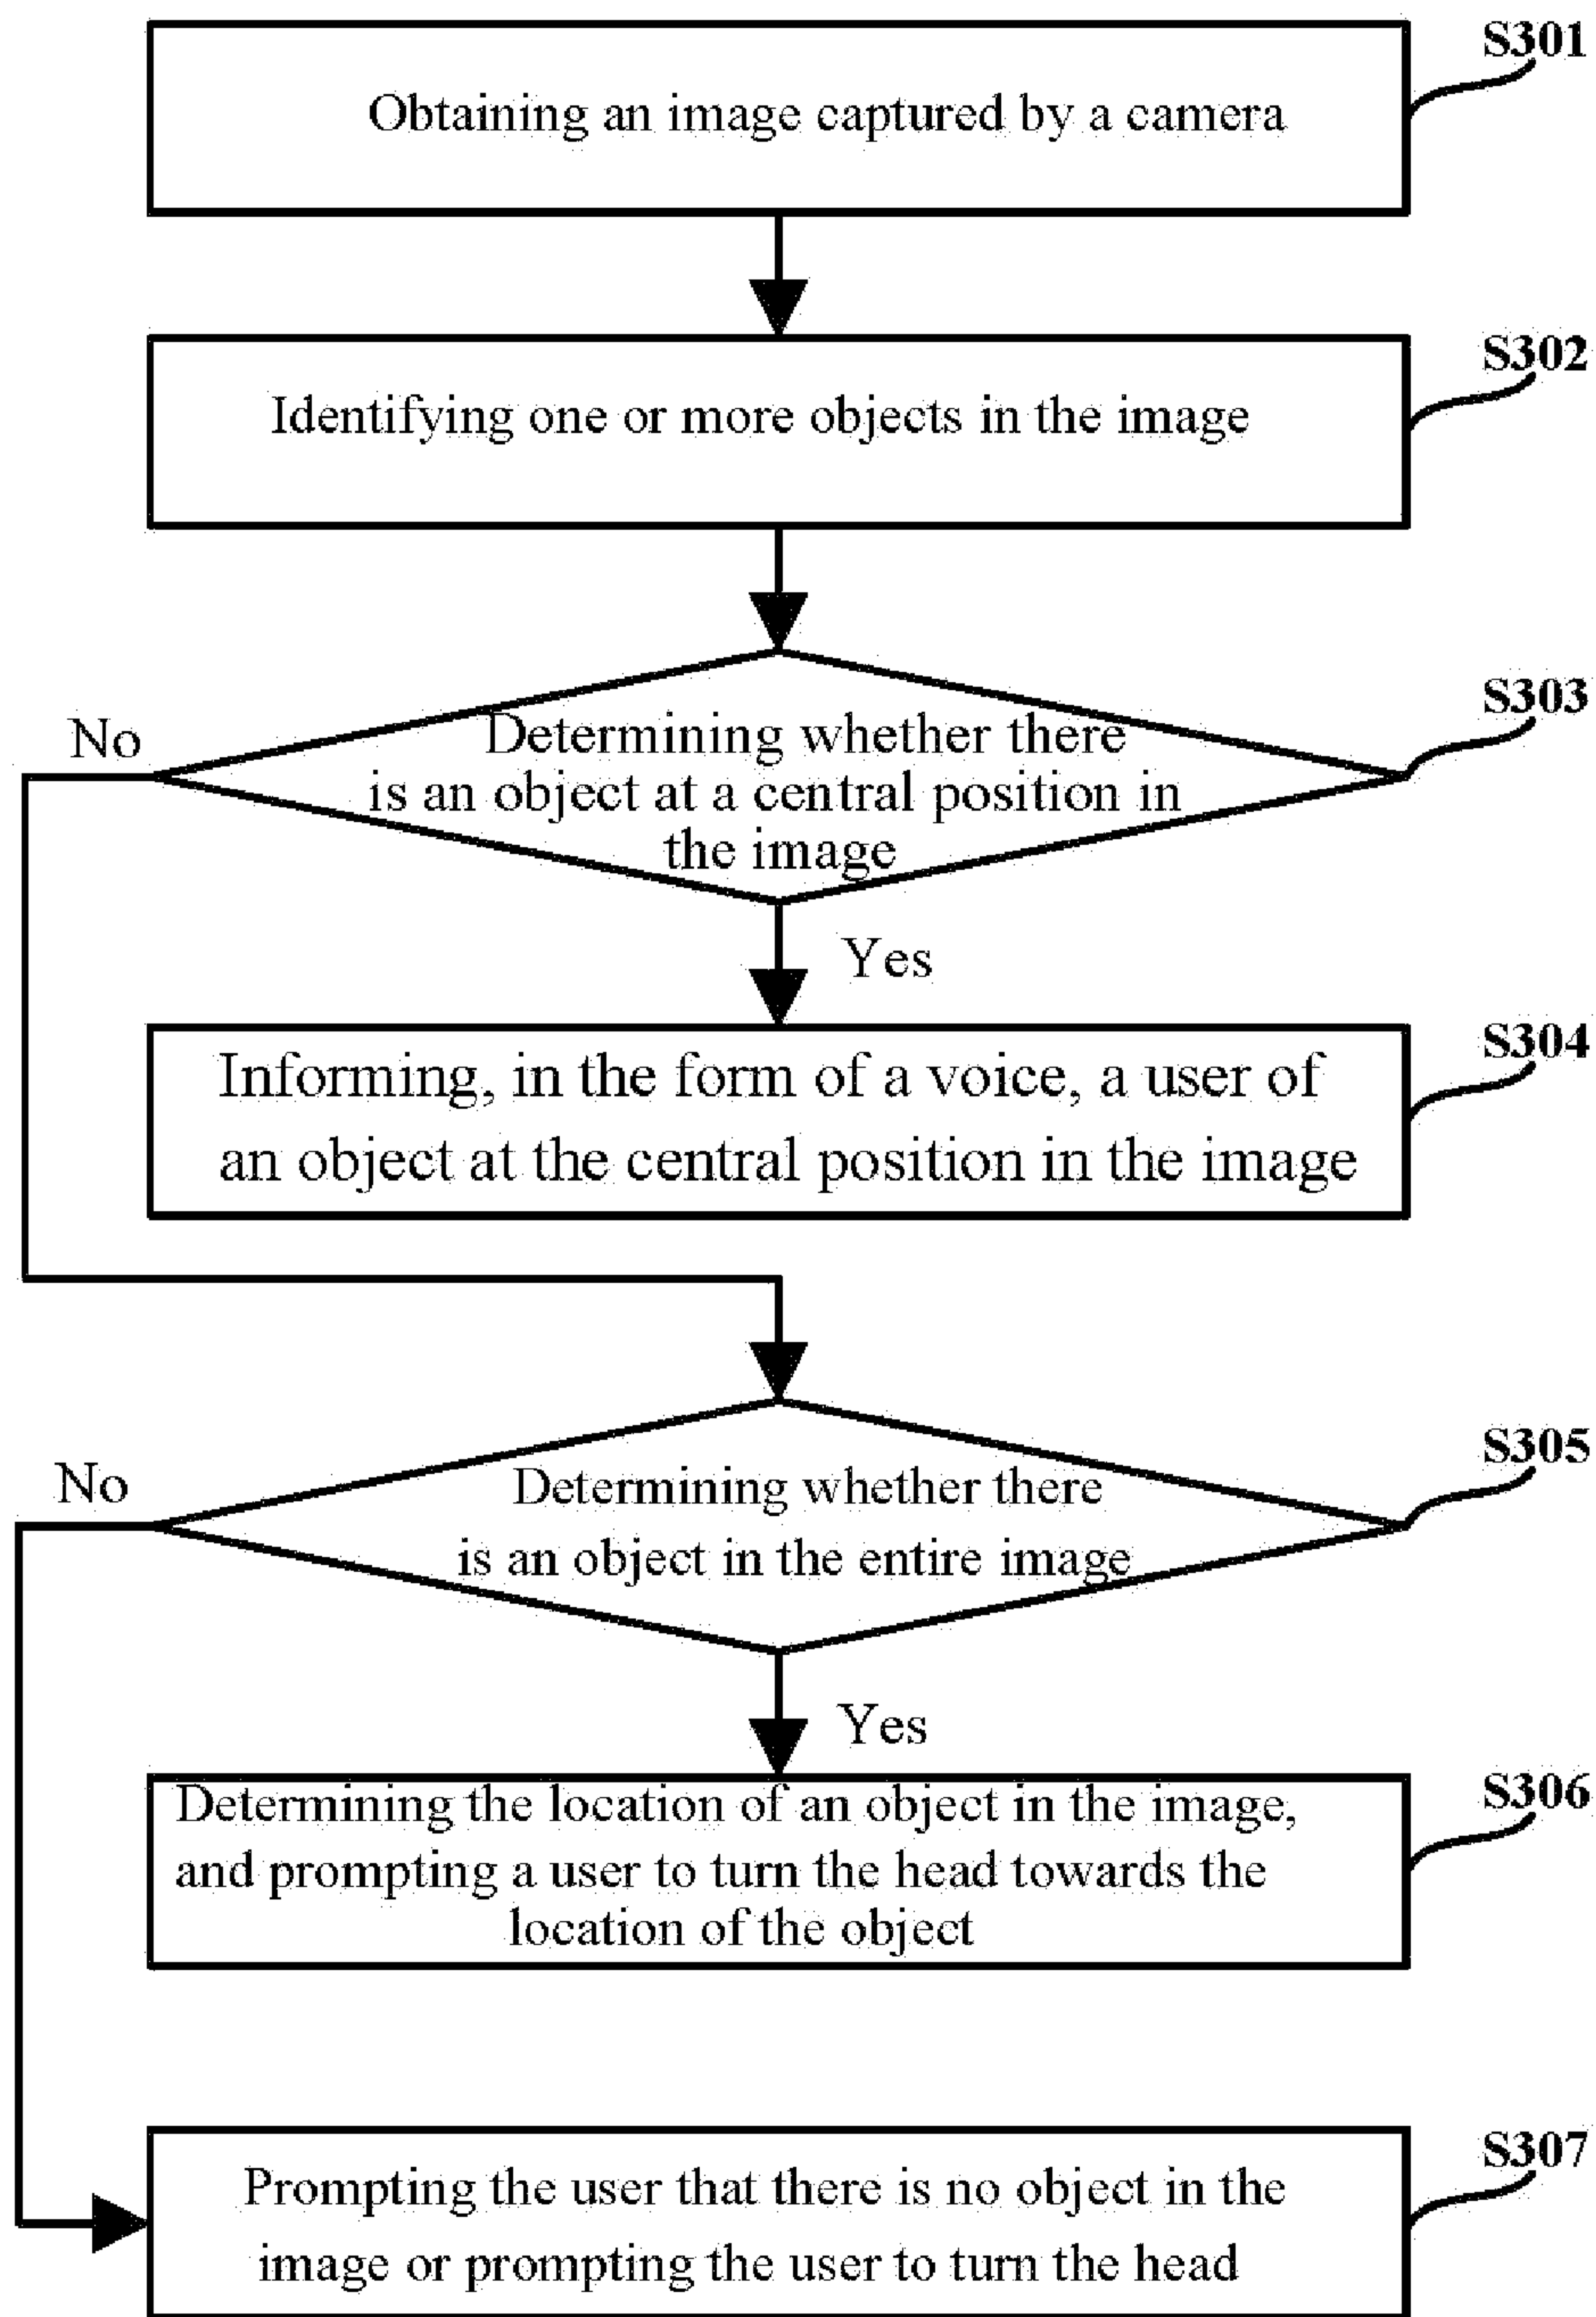 S301
Obtaining an image captured by a camera
S302
Identifying one or more objects in the image
S303
No
Determining whether there
is an object at a central position in
the image
Yes
S304
Informing, in the form of a voice, a user of
an object at the central position in the image
S305
No
Determining whether there
is an object in the entire image
Yes
S306
Determining the location of an object in the image,
and prompting a user to turn the head towards the
location of the object
S307
Prompting the user that there is no object in the
image or prompting the user to turn the head